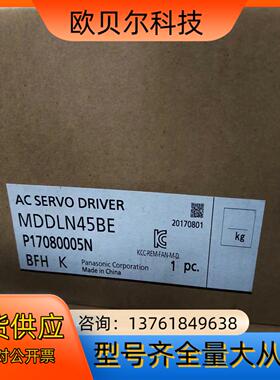 欧贝尔科技
AC SERVO DRIVER
MDDLN45BE
20170801
P17080005N
KCC-REM-FAN-M-D
kg
BFH K
Panasonic Corporation
Made in China
1 pc.
货供应
咨询：13761849638
对公开票
型号齐全量大从